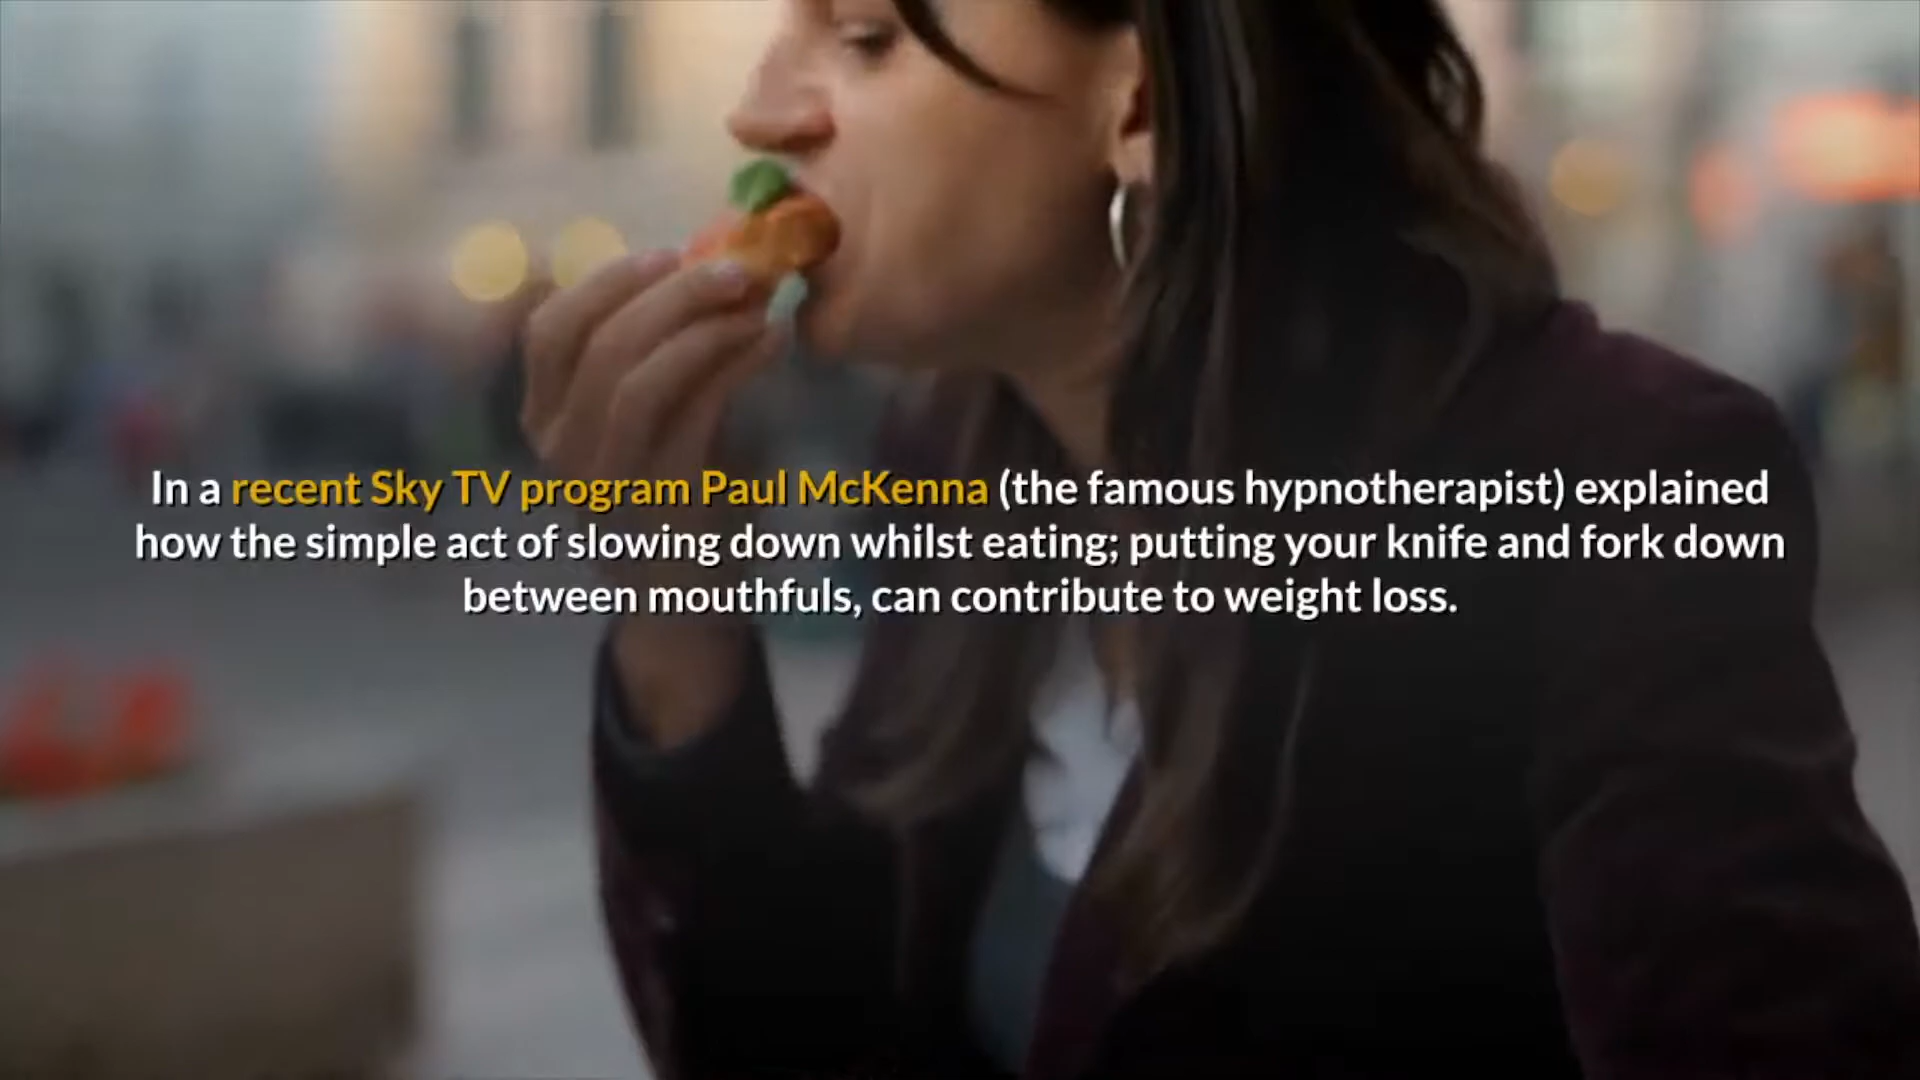 In a recent Sky TV program Paul McKenna (the famous hypnotherapist) explained
how the simple act of slowing down whilst eating; putting your knife and fork down
between mouthfuls, can contribute to weight loss.